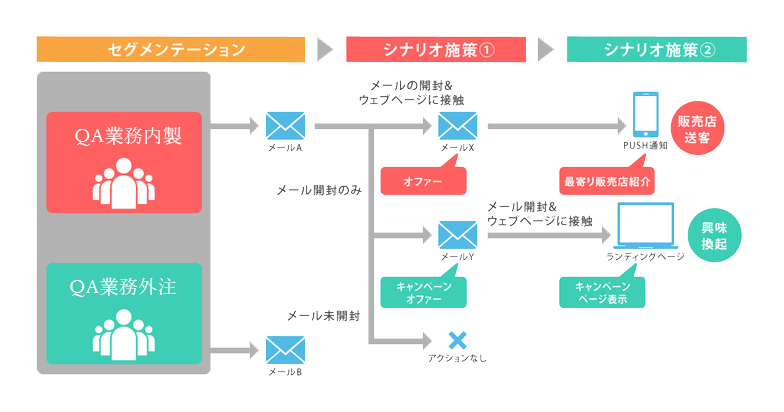 セグメンテーション
シナリオ施策①
シナリオ施策②
QA業務内製
メールA
メールの開封&
ウェブページに接触
メールX
オファー
PUSH通知
販売店
送客
最寄り販売店紹介
メール開封のみ
メールY
キャンペーン
オファー
メール開封&
ウェブページに接触
ランディングページ
興味
換起
キャンペーン
ページ表示
QA業務外注
メールB
メール未開封
アクションなし